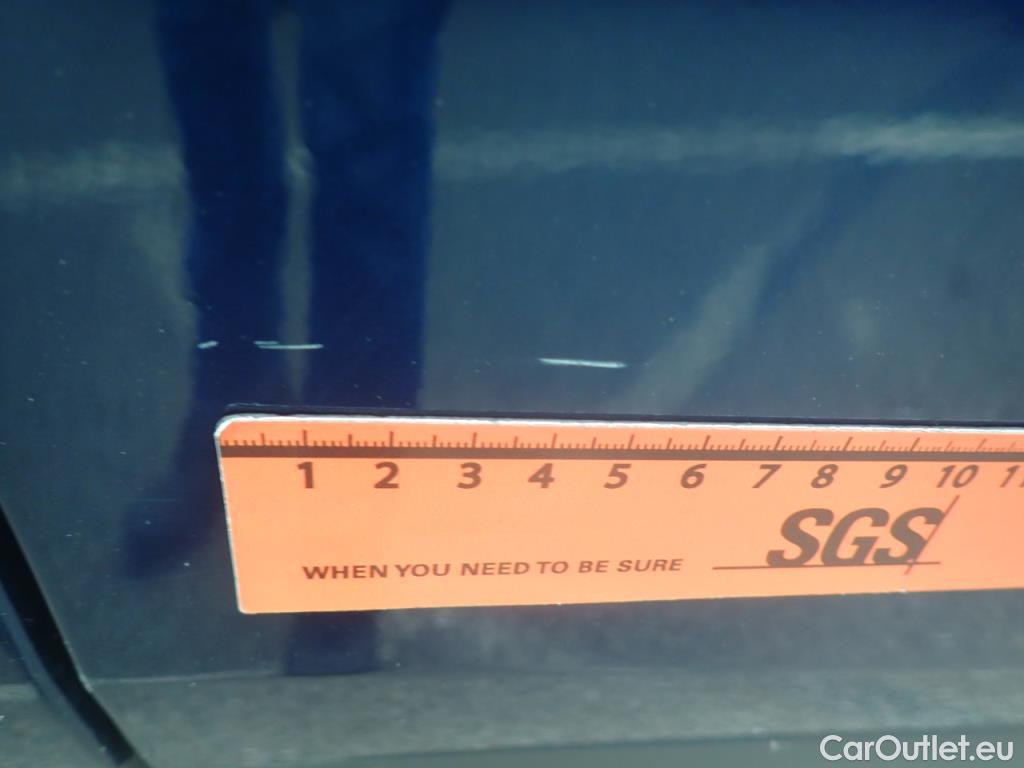 1 2 3 4 5 6 7 8 9 10
SGS
WHEN YOU NEED TO BE SURE
CarOutlet.eu